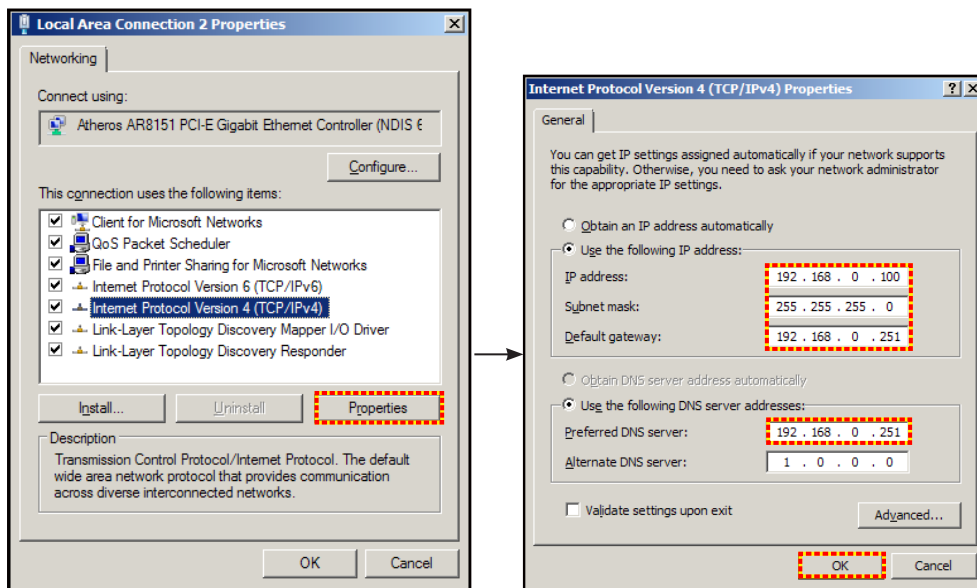 Local Area Connection 2 Properties
Networking
Connect using:
Atheros AR8151 PCI-E Gigabit Ethernet Controller (NDIS 6
Configure...
This connection uses the following items:
Client for Microsoft Networks
QoS Packet Scheduler
File and Printer Sharing for Microsoft Networks
Internet Protocol Version 6 (TCP/IPv6)
Internet Protocol Version 4 (TCP/IPv4)
Link-Layer Topology Discovery Mapper I/O Driver
Link-Layer Topology Discovery Responder
Install... Uninstall Properties
Description
Transmission Control Protocol/Internet Protocol. The default
wide area network protocol that provides communication
across diverse interconnected networks.
OK Cancel
Internet Protocol Version 4 (TCP/IPv4) Properties
General
You can get IP settings assigned automatically if your network supports
this capability. Otherwise, you need to ask your network administrator
for the appropriate IP settings.
Obtain an IP address automatically
Use the following IP address:
IP address: 192 . 168 . 0 . 100
Subnet mask: 255 . 255 . 255 . 0
Default gateway: 192 . 168 . 0 . 251
Obtain DNS server address automatically
Use the following DNS server addresses:
Preferred DNS server: 192 . 168 . 0 . 251
Alternate DNS server: 1 . 0 . 0 . 0
Validate settings upon exit
Advanced...
OK Cancel